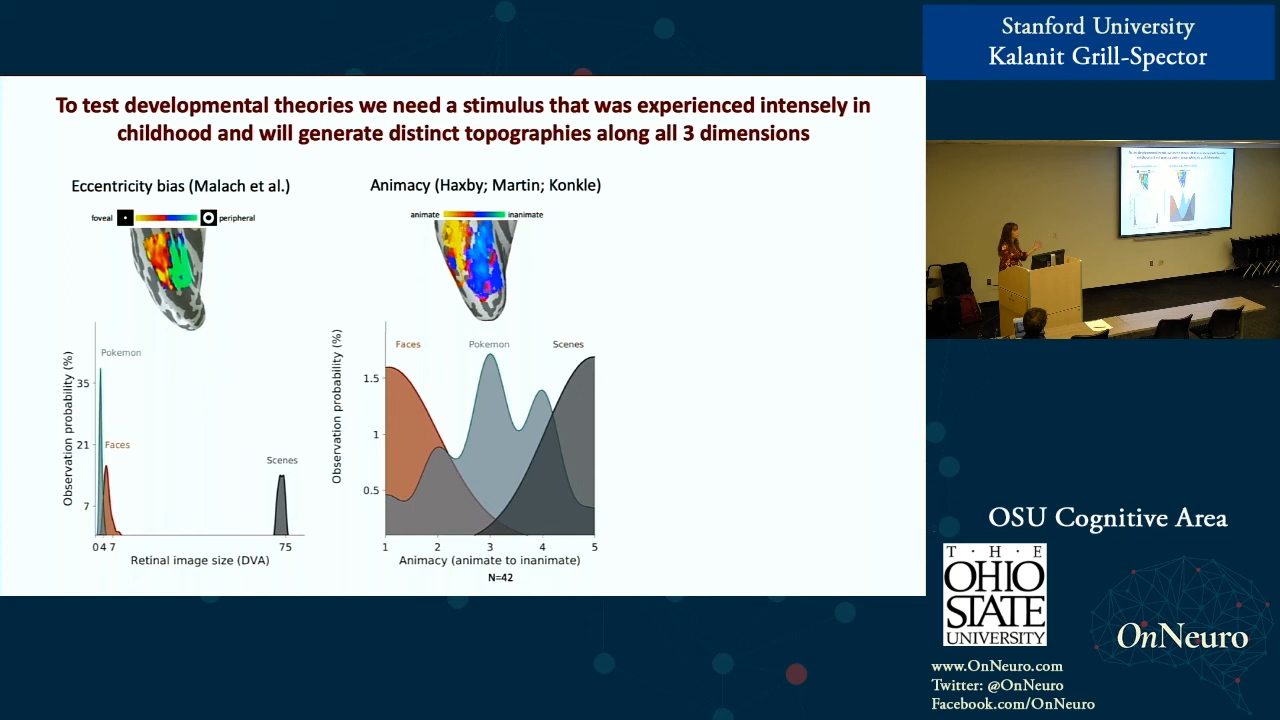 Stanford University
Kalanit Grill-Spector
To test developmental theories we need a stimulus that was experienced intensely in
childhood and will generate distinct topographies along all 3 dimensions
Eccentricity bias (Malach et al.)
foveal
peripheral
Pokemon
Faces
Scenes
Observation probability (%)
35
21
7
0 4 7 75
Retinal image size (DVA)
Animacy (Haxby; Martin; Konkle)
animate
inanimate
Faces
Pokemon
Scenes
Observation probability (%)
1.5
1
0.5
1 2 3 4 5
Animacy (animate to inanimate)
N=42
OSU Cognitive Area
T · H · E
OHIO
STATE
UNIVERSITY
OnNeuro
www.OnNeuro.com
Twitter: @OnNeuro
Facebook.com/OnNeuro